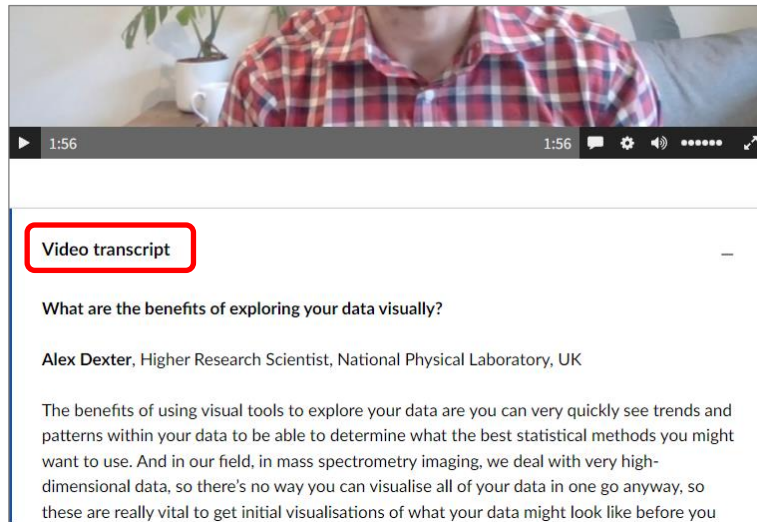 1:56 1:56
Video transcript
What are the benefits of exploring your data visually?
Alex Dexter, Higher Research Scientist, National Physical Laboratory, UK
The benefits of using visual tools to explore your data are you can very quickly see trends and
patterns within your data to be able to determine what the best statistical methods you might
want to use. And in our field, in mass spectrometry imaging, we deal with very high-
dimensional data, so there’s no way you can visualise all of your data in one go anyway, so
these are really vital to get initial visualisations of what your data might look like before you